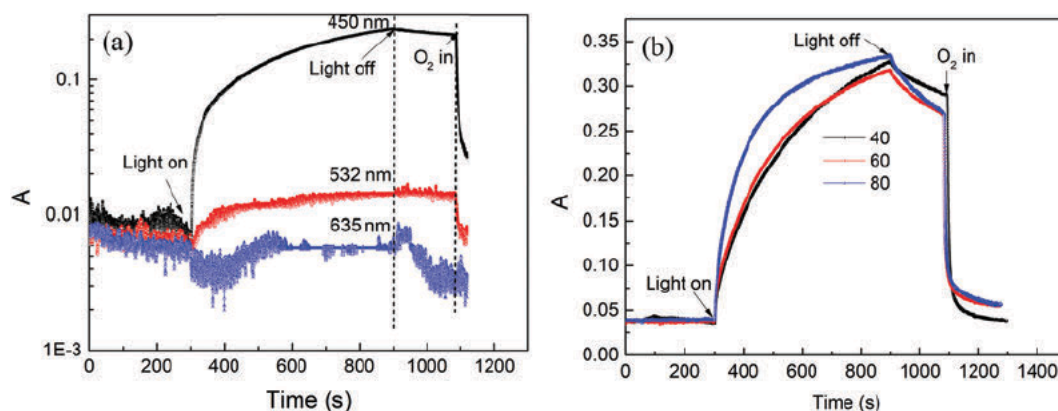 (a)
450 nm
Light off
O2 in
Light on
532 nm
635 nm
0.1
0.01
1E-3
A
0 200 400 600 800 1000 1200
Time (s)
(b)
Light off
O2 in
40
60
80
Light on
0.35
0.30
0.25
0.20
0.15
0.10
0.05
0.00
A
0 200 400 600 800 1000 1200 1400
Time (s)